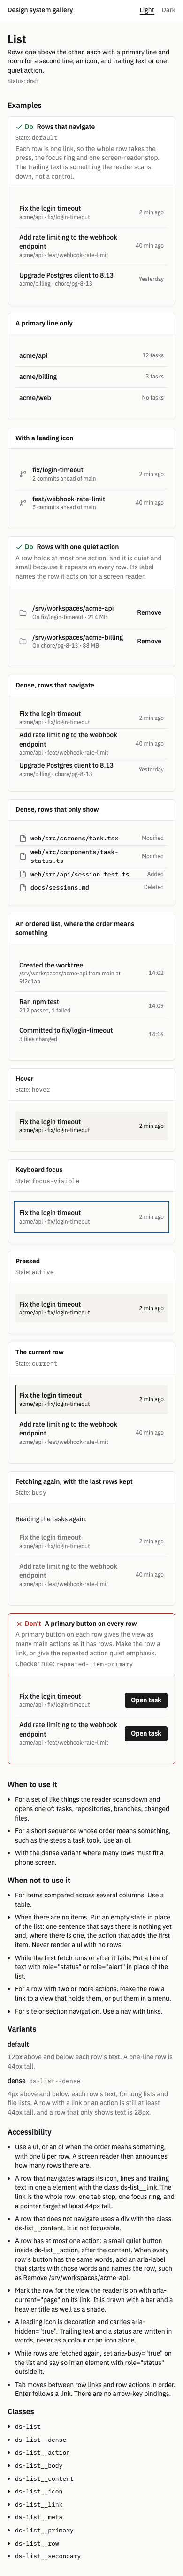 Design system gallery
Light Dark
List
Rows one above the other, each with a primary line and
room for a second line, an icon, and trailing text or one
quiet action.
Status: draft
Examples
Do Rows that navigate
State: default
Each row is one link, so the whole row takes the
press, the focus ring and the screen-reader stop.
The trailing text is something the reader scans
down, not a control.
Fix the login timeout
acme/api · fix/login-timeout
2 min ago
Add rate limiting to the webhook
endpoint
acme/api · feat/webhook-rate-limit
40 min ago
Upgrade Postgres client to 8.13
acme/billing · chore/pg-8-13
Yesterday
A primary line only
acme/api 12 tasks
acme/billing 3 tasks
acme/web No tasks
With a leading icon
fix/login-timeout
2 commits ahead of main
2 min ago
feat/webhook-rate-limit
5 commits ahead of main
40 min ago
Do Rows with one quiet action
A row holds at most one action, and it is quiet and
small because it repeats on every row. Its label
names the row it acts on for a screen reader.
/srv/workspaces/acme-api
On fix/login-timeout · 214 MB
Remove
/srv/workspaces/acme-billing
On chore/pg-8-13 · 88 MB
Remove
Dense, rows that navigate
Fix the login timeout
acme/api · fix/login-timeout
2 min ago
Add rate limiting to the webhook
endpoint
acme/api · feat/webhook-rate-limit
40 min ago
Upgrade Postgres client to 8.13
acme/billing · chore/pg-8-13
Yesterday
Dense, rows that only show
web/src/screens/task.tsx Modified
web/src/components/task-
status.ts
Modified
web/src/api/session.test.ts Added
docs/sessions.md Deleted
An ordered list, where the order means
something
Created the worktree
/srv/workspaces/acme-api from main at
9f2c1ab
14:02
Ran npm test
212 passed, 1 failed
14:09
Committed to fix/login-timeout
3 files changed
14:16
Hover
State: hover
Fix the login timeout
acme/api · fix/login-timeout
2 min ago
Keyboard focus
State: focus-visible
Fix the login timeout
acme/api · fix/login-timeout
2 min ago
Pressed
State: active
Fix the login timeout
acme/api · fix/login-timeout
2 min ago
The current row
State: current
Fix the login timeout
acme/api · fix/login-timeout
2 min ago
Add rate limiting to the webhook
endpoint
acme/api · feat/webhook-rate-limit
40 min ago
Fetching again, with the last rows kept
State: busy
Reading the tasks again.
Fix the login timeout
acme/api · fix/login-timeout
2 min ago
Add rate limiting to the webhook
endpoint
acme/api · feat/webhook-rate-limit
40 min ago
Don't A primary button on every row
A primary button on each row gives the view as
many main actions as it has rows. Make the row a
link, or give the repeated action quiet emphasis.
Checker rule: repeated-item-primary
Fix the login timeout
acme/api · fix/login-timeout
Open task
Add rate limiting to the webhook
endpoint
acme/api · feat/webhook-rate-limit
Open task
When to use it
For a set of like things the reader scans down and
opens one of: tasks, repositories, branches, changed
files.
For a short sequence whose order means something,
such as the steps a task took. Use an ol.
With the dense variant where many rows must fit a
phone screen.
When not to use it
For items compared across several columns. Use a
table.
When there are no items. Put an empty state in place
of the list: one sentence that says there is nothing yet
and, where there is one, the action that adds the first
item. Never render a ul with no rows.
While the first fetch runs or after it fails. Put a line of
text with role="status" or role="alert" in place of the
list.
For a row with two or more actions. Make the row a
link to a view that holds them, or put them in a menu.
For site or section navigation. Use a nav with links.
Variants
default
12px above and below each row's text. A one-line row is
44px tall.
dense ds-list--dense
4px above and below each row's text, for long lists and
file lists. A row with a link or an action is still at least
44px tall, and a row that only shows text is 28px.
Accessibility
Use a ul, or an ol when the order means something,
with one li per row. A screen reader then announces
how many rows there are.
A row that navigates wraps its icon, lines and trailing
text in one a element with the class ds-list__link. The
link is the whole row: one tab stop, one focus ring, and
a pointer target at least 44px tall.
A row that does not navigate uses a div with the class
ds-list__content. It is not focusable.
A row has at most one action: a small quiet button
inside ds-list__action, after the content. When every
row's button has the same words, add an aria-label
that starts with those words and names the row, such
as Remove /srv/workspaces/acme-api.
Mark the row for the view the reader is on with aria-
current="page" on its link. It is drawn with a bar and a
heavier title as well as a shade.
A leading icon is decoration and carries aria-
hidden="true". Trailing text and a status are written in
words, never as a colour or an icon alone.
While rows are fetched again, set aria-busy="true" on
the list and say so in an element with role="status"
outside it.
Tab moves between row links and row actions in order.
Enter follows a link. There are no arrow-key bindings.
Classes
ds-list
ds-list--dense
ds-list__action
ds-list__body
ds-list__content
ds-list__icon
ds-list__link
ds-list__meta
ds-list__primary
ds-list__row
ds-list__secondary